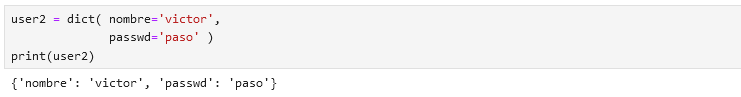 user2 = dict( nombre='victor',
              passwd='paso' )
print(user2)
{'nombre': 'victor', 'passwd': 'paso'}